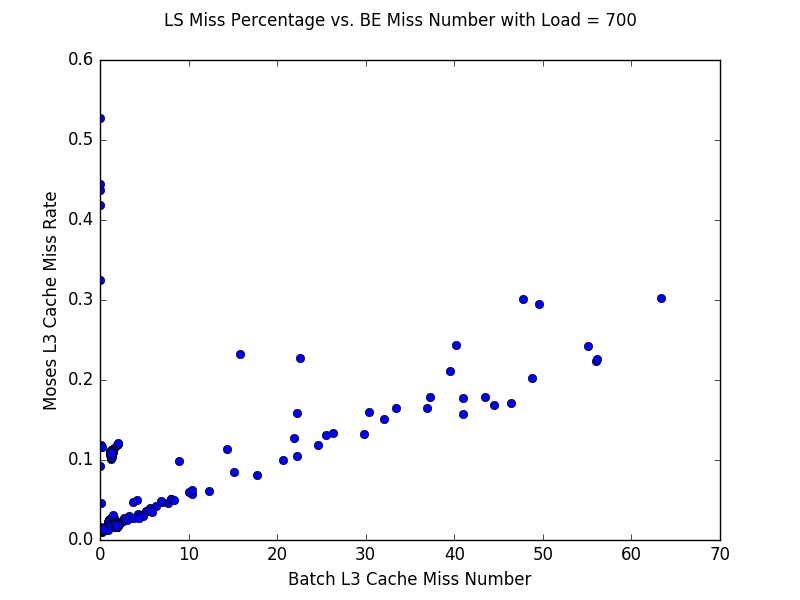 LS Miss Percentage vs. BE Miss Number with Load = 700
0.6
0.5
0.4
0.3
0.2
0.1
0.0
Moses L3 Cache Miss Rate
0 10 20 30 40 50 60 70
Batch L3 Cache Miss Number